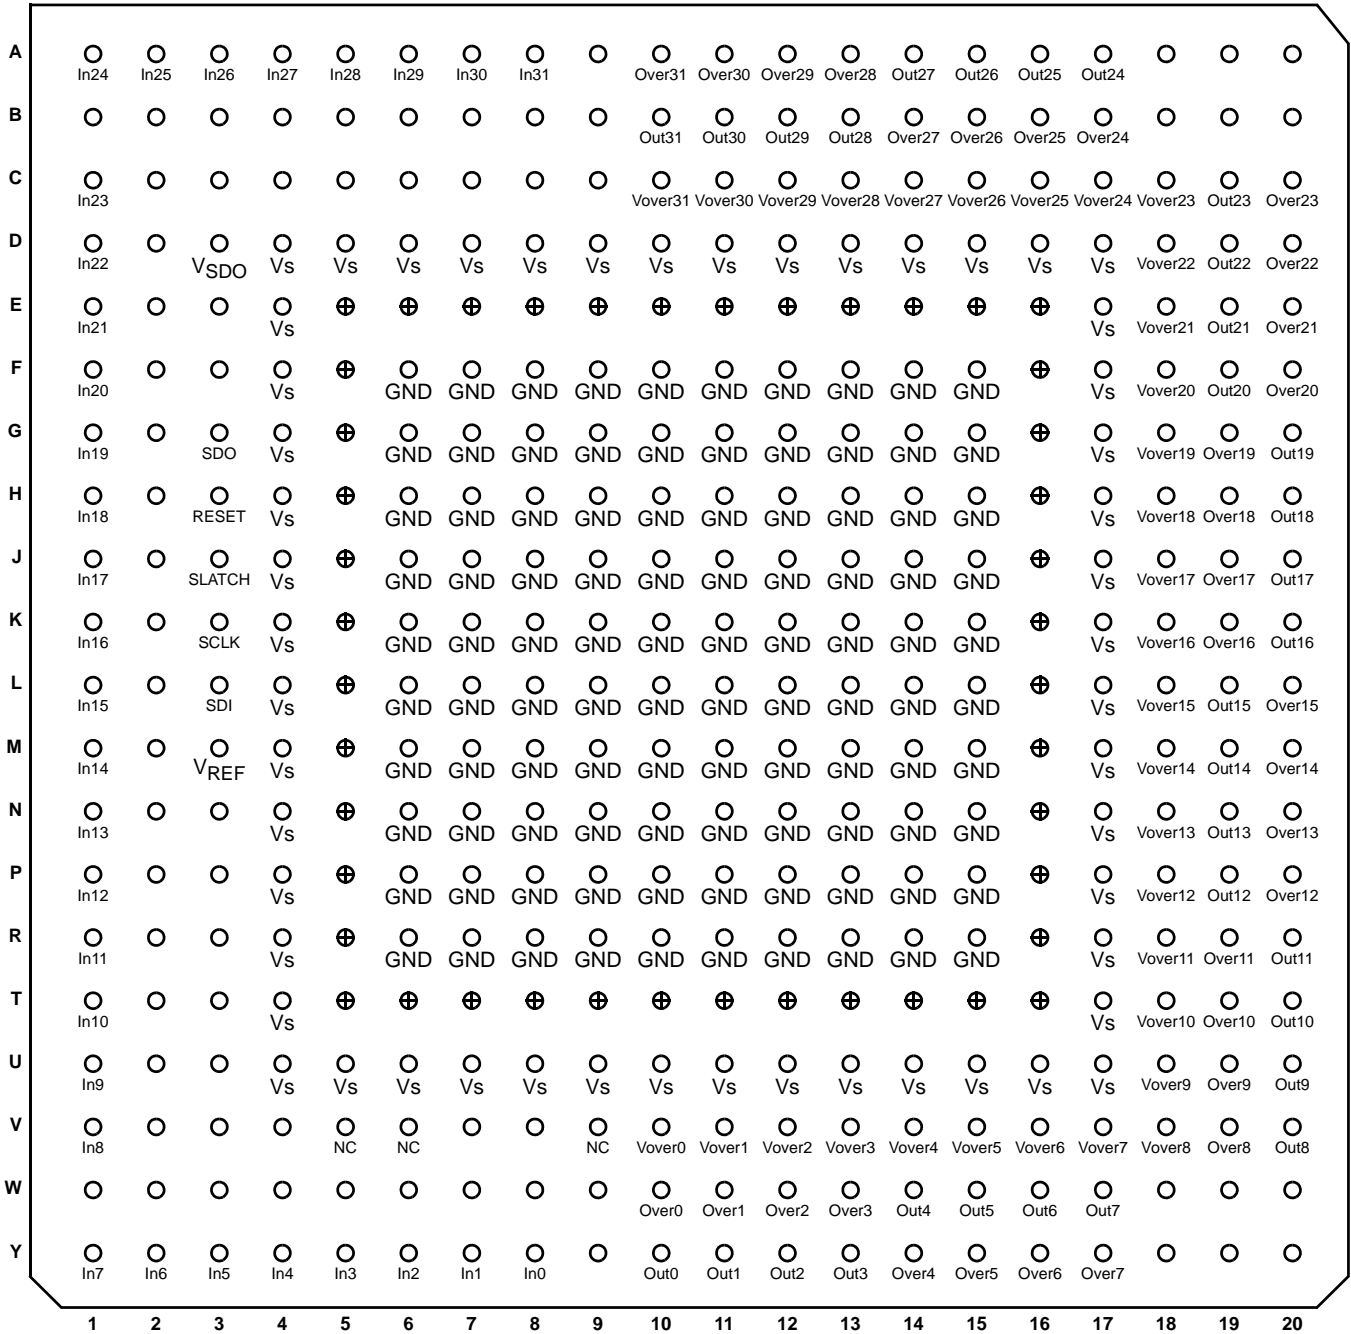 A
In24 In25 In26 In27 In28 In29 In30 In31 Over31 Over30 Over29 Over28 Out27 Out26 Out25 Out24
B
Out31 Out30 Out29 Out28 Over27 Over26 Over25 Over24
C
In23 Vover31 Vover30 Vover29 Vover28 Vover27 Vover26 Vover25 Vover24 Vover23 Out23 Over23
D
In22 VSDO Vs Vs Vs Vs Vs Vs Vs Vs Vs Vs Vs Vs Vs Vs Vover22 Out22 Over22
E
In21 Vs Vs Vover21 Out21 Over21
F
In20 Vs GND GND GND GND GND GND GND GND GND GND Vs Vover20 Out20 Over20
G
In19 SDO Vs GND GND GND GND GND GND GND GND GND GND Vs Vover19 Over19 Out19
H
In18 RESET Vs GND GND GND GND GND GND GND GND GND GND Vs Vover18 Over18 Out18
J
In17 SLATCH Vs GND GND GND GND GND GND GND GND GND GND Vs Vover17 Over17 Out17
K
In16 SCLK Vs GND GND GND GND GND GND GND GND GND GND Vs Vover16 Over16 Out16
L
In15 SDI Vs GND GND GND GND GND GND GND GND GND GND Vs Vover15 Out15 Over15
M
In14 VREF Vs GND GND GND GND GND GND GND GND GND GND Vs Vover14 Out14 Over14
N
In13 Vs GND GND GND GND GND GND GND GND GND GND Vs Vover13 Out13 Over13
P
In12 Vs GND GND GND GND GND GND GND GND GND GND Vs Vover12 Out12 Over12
R
In11 Vs GND GND GND GND GND GND GND GND GND GND Vs Vover11 Over11 Out11
T
In10 Vs Vs Vover10 Over10 Out10
U
In9 Vs Vs Vs Vs Vs Vs Vs Vs Vs Vs Vs Vs Vs Vs Vover9 Over9 Out9
V
In8 NC NC NC Vover0 Vover1 Vover2 Vover3 Vover4 Vover5 Vover6 Vover7 Vover8 Over8 Out8
W
Over0 Over1 Over2 Over3 Out4 Out5 Out6 Out7
Y
In7 In6 In5 In4 In3 In2 In1 In0 Out0 Out1 Out2 Out3 Over4 Over5 Over6 Over7
1 2 3 4 5 6 7 8 9 10 11 12 13 14 15 16 17 18 19 20